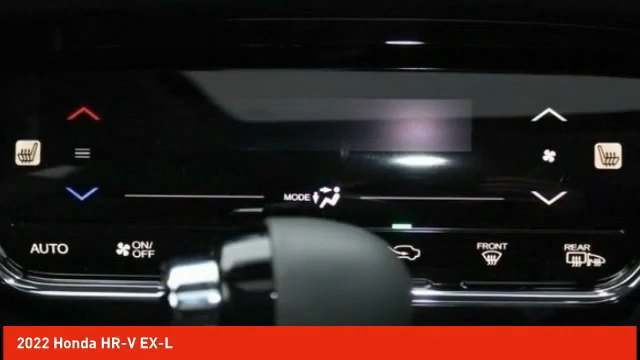 MODE
AUTO
ON/
OFF
FRONT
REAR
2022 Honda HR-V EX-L